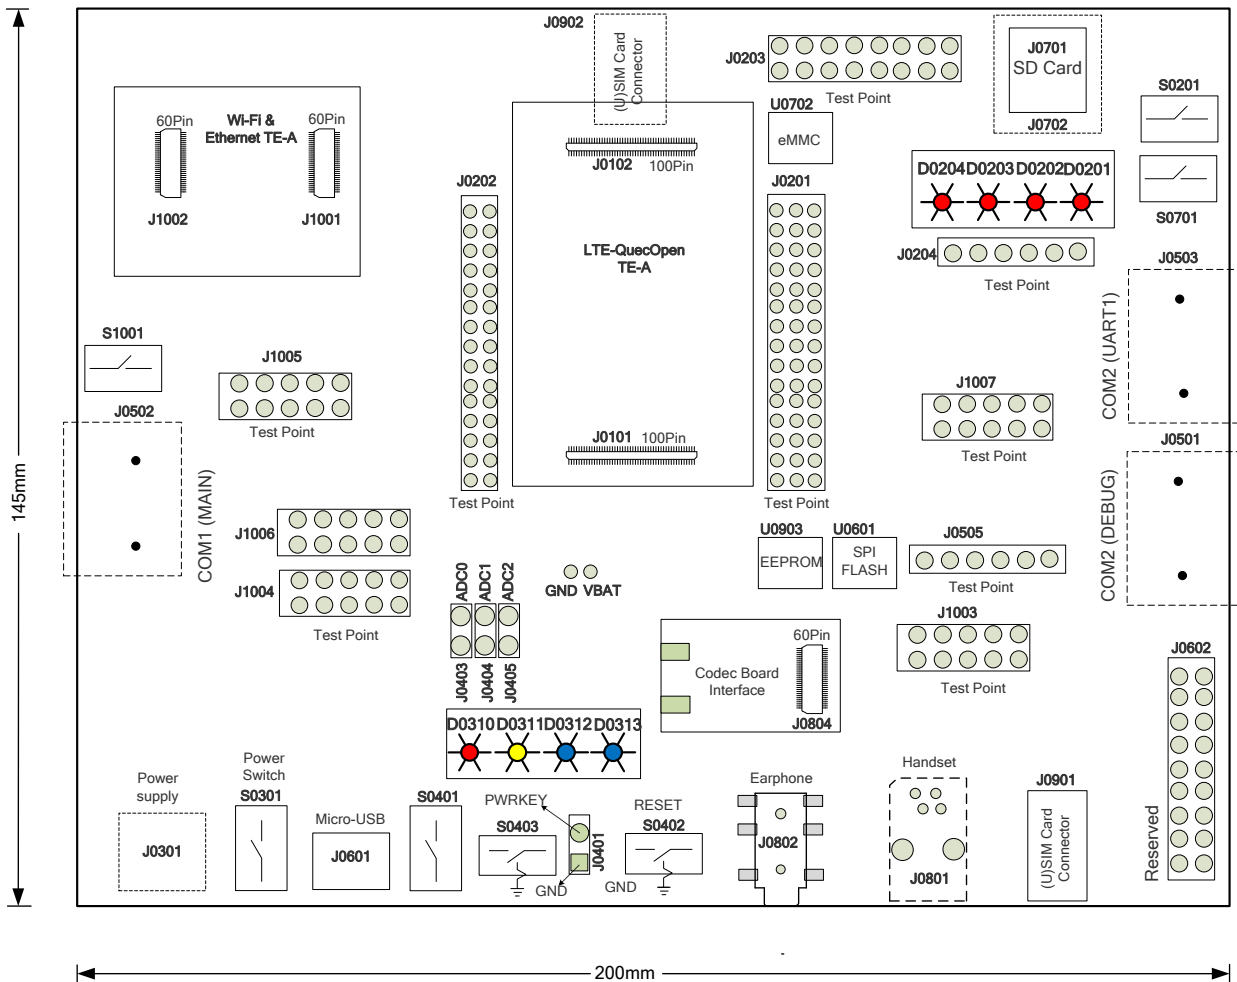 J0902
(U)SIM Card
Connector
J0203
Test Point
J0701
SD Card
J0702
S0201
U0702
eMMC
60Pin
Wi-Fi &
Ethernet TE-A
60Pin
J1002
J1001
J0102
100Pin
J0202
J0201
D0204
D0203
D0202
D0201
S0701
J0204
Test Point
LTE-QuecOpen
TE-A
J0503
COM2 (UART1)
S1001
J1005
Test Point
J1007
Test Point
J0502
COM1 (MAIN)
J0101
100Pin
Test Point
Test Point
J0501
COM2 (DEBUG)
J1006
J1004
Test Point
U0903
EEPROM
U0601
SPI
FLASH
J0505
Test Point
ADC0
ADC1
ADC2
GND VBAT
J0403
J0404
J0405
J1003
Test Point
60Pin
Codec Board
Interface
J0804
J0602
Reserved
D0310
D0311
D0312
D0313
Power
supply
J0301
Power
Switch
S0301
Micro-USB
J0601
S0401
PWRKEY
S0403
GND
J0401
RESET
S0402
GND
Earphone
J0802
Handset
J0801
J0901
(U)SIM Card
Connector
145mm
200mm